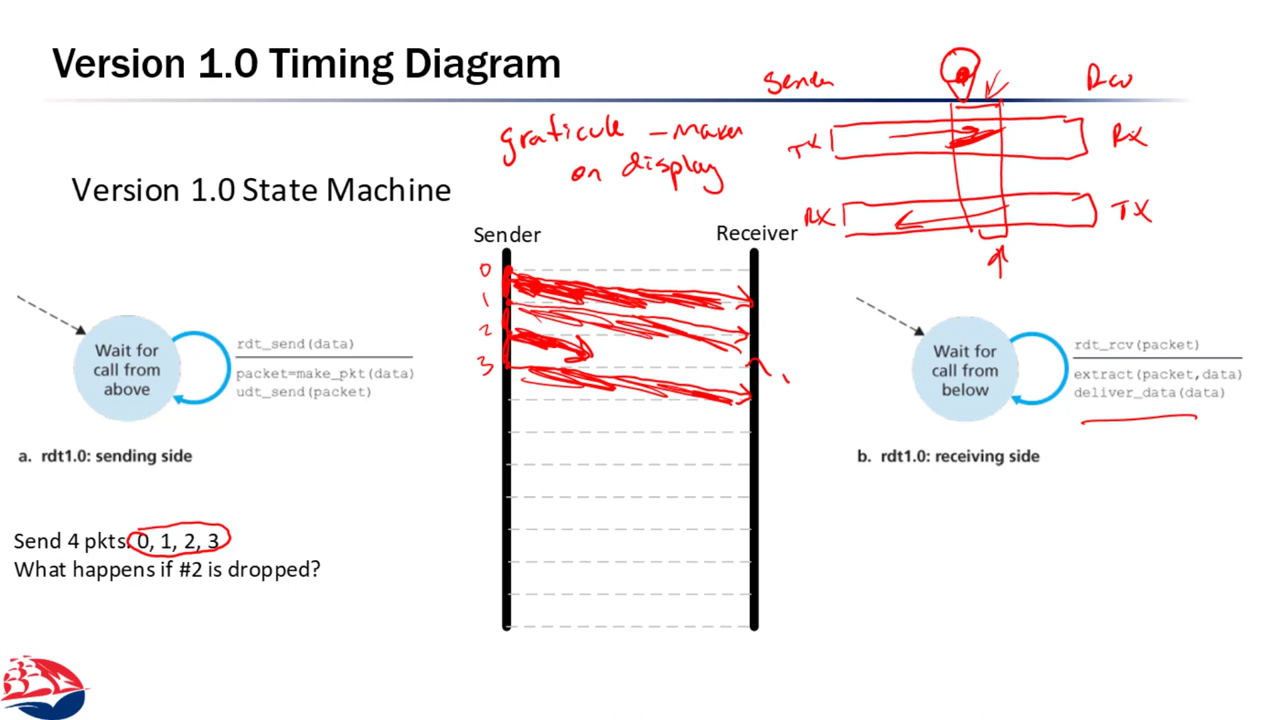 Version 1.0 Timing Diagram
Sender
Rcv
graticule - maker
on display
TX
RX
RX
TX
Version 1.0 State Machine
Sender
Receiver
0
1
2
3
Wait for
call from
above
rdt_send(data)
packet=make_pkt(data)
udt_send(packet)
a. rdt1.0: sending side
Wait for
call from
below
rdt_rcv(packet)
extract(packet,data)
deliver_data(data)
b. rdt1.0: receiving side
Send 4 pkts: 0, 1, 2, 3
What happens if #2 is dropped?